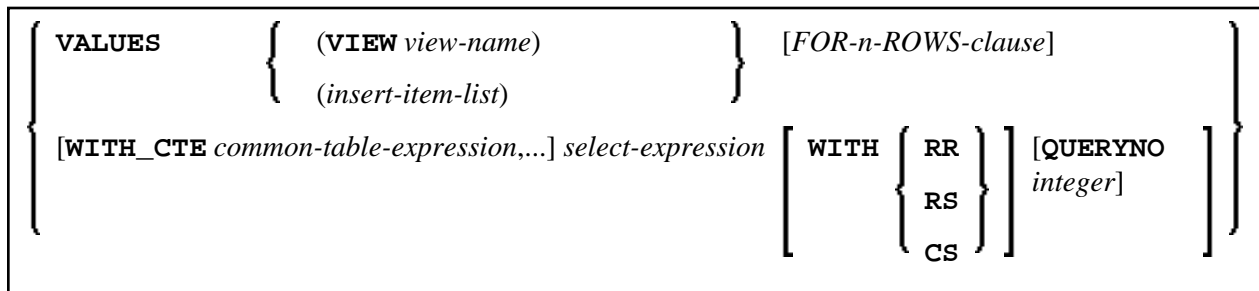 VALUES (VIEW view-name) [FOR-n-ROWS-clause]
(insert-item-list)
[WITH_CTE common-table-expression,...] select-expression WITH RR [QUERYNO
RS integer]
CS